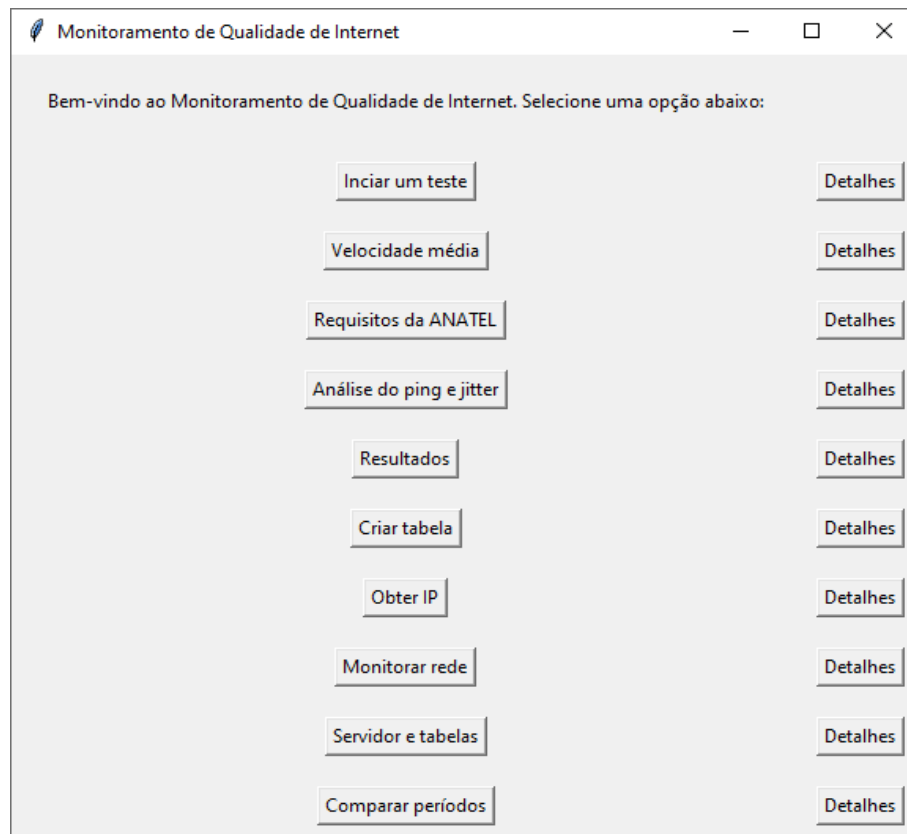 Monitoramento de Qualidade de Internet
Bem-vindo ao Monitoramento de Qualidade de Internet. Selecione uma opção abaixo:
Inciar um teste Detalhes
Velocidade média Detalhes
Requisitos da ANATEL Detalhes
Análise do ping e jitter Detalhes
Resultados Detalhes
Criar tabela Detalhes
Obter IP Detalhes
Monitorar rede Detalhes
Servidor e tabelas Detalhes
Comparar períodos Detalhes